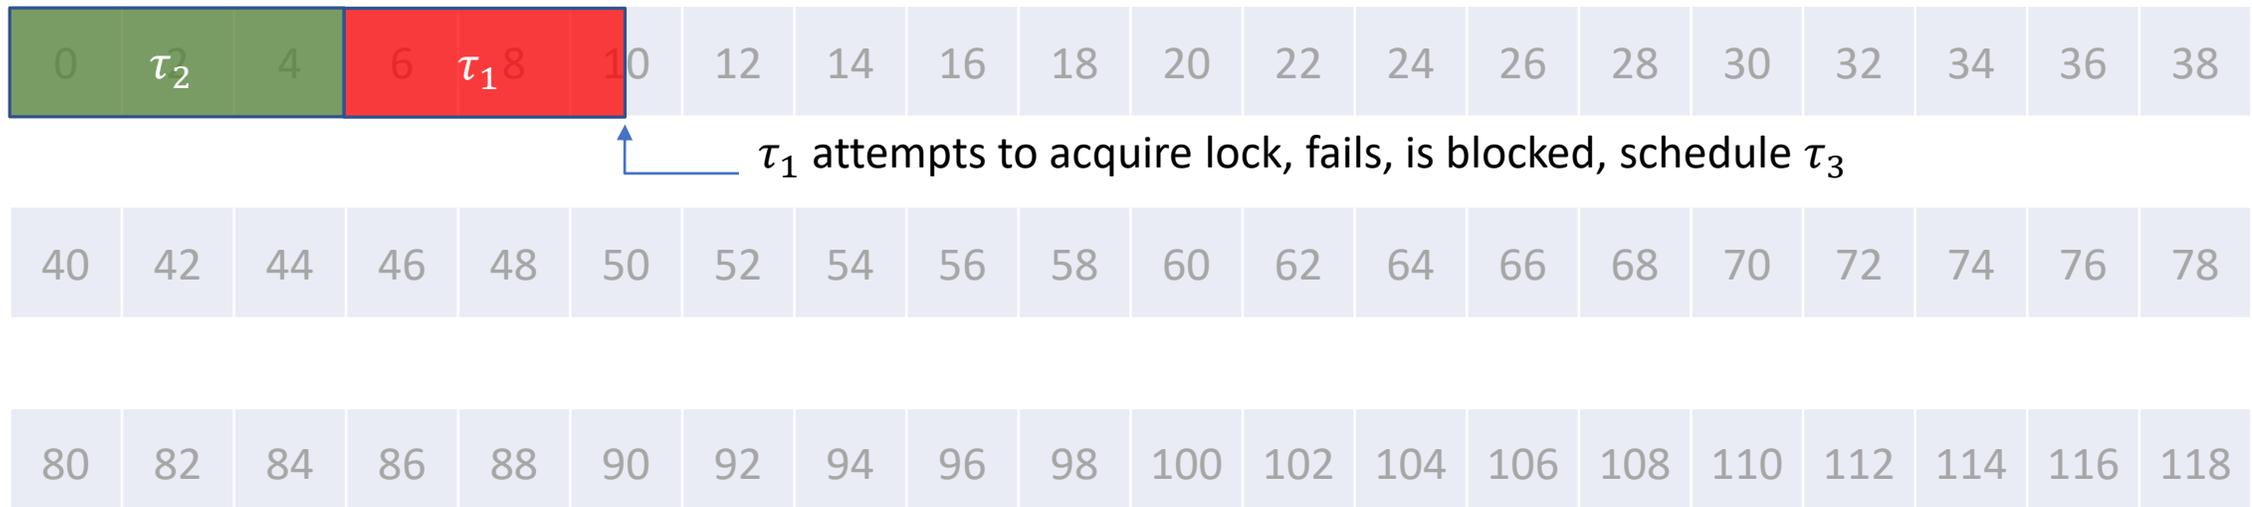 0 2 4 6 8 10 12 14 16 18 20 22 24 26 28 30 32 34 36 38
τ₂ τ₁
τ₁ attempts to acquire lock, fails, is blocked, schedule τ₃
40 42 44 46 48 50 52 54 56 58 60 62 64 66 68 70 72 74 76 78
80 82 84 86 88 90 92 94 96 98 100 102 104 106 108 110 112 114 116 118